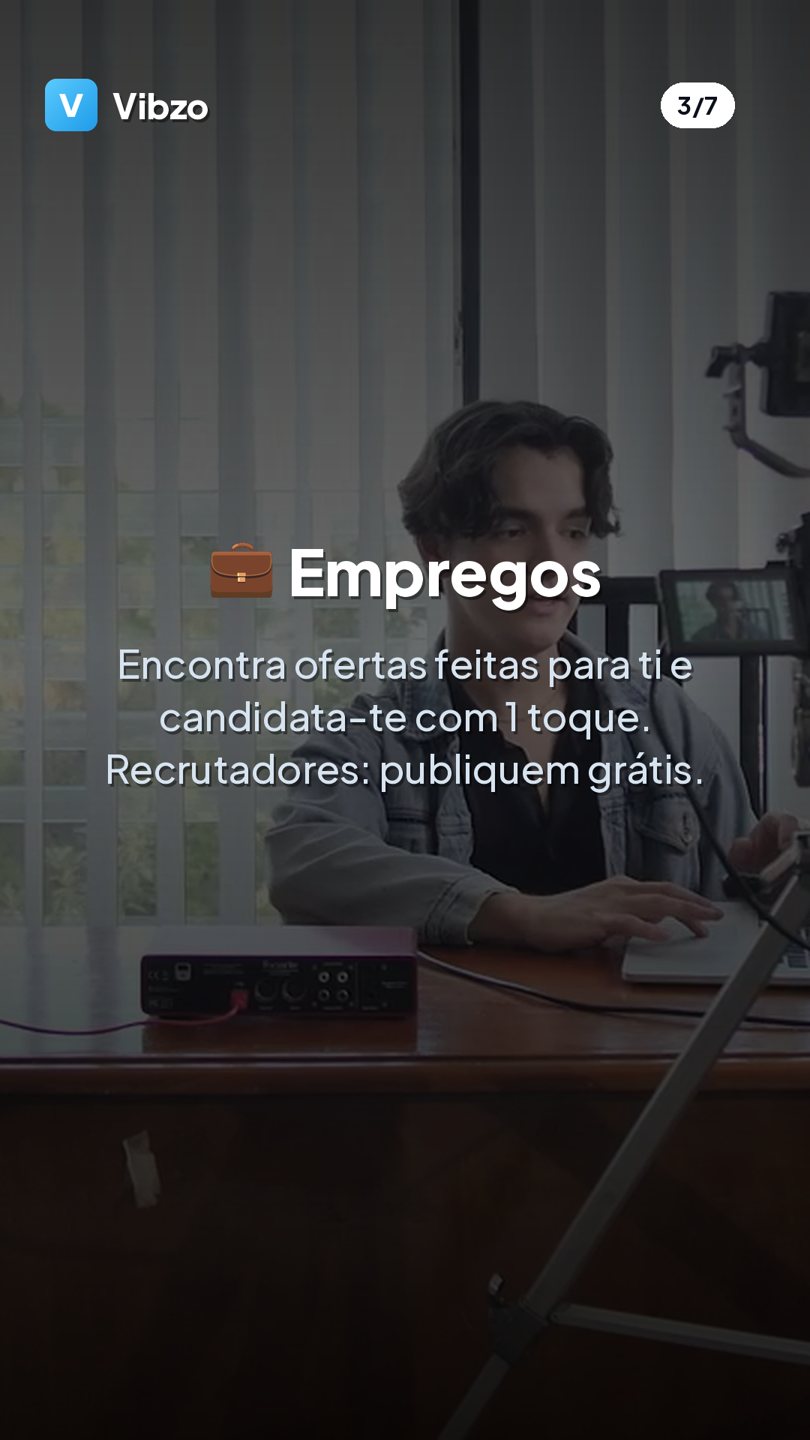 V Vibzo
3/7
💼 Empregos
Encontra ofertas feitas para ti e
candidata-te com 1 toque.
Recrutadores: publiquem grátis.